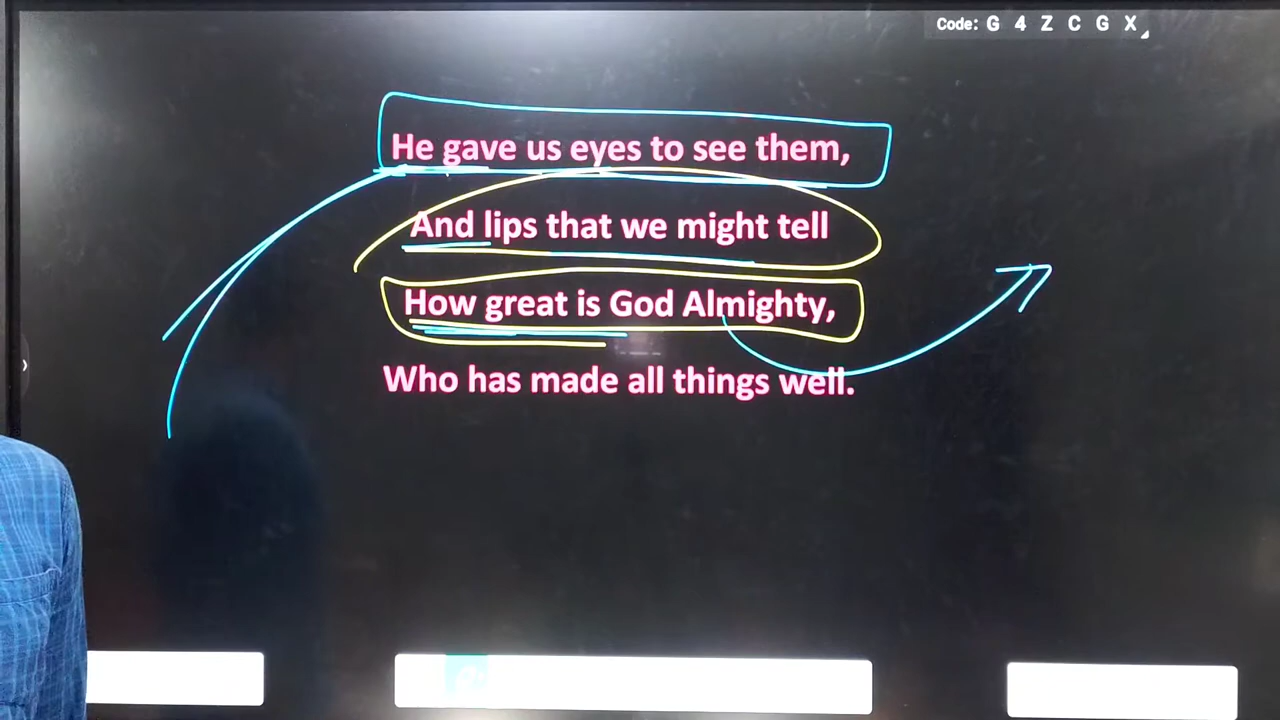 Code: G 4 Z C G X
He gave us eyes to see them,
And lips that we might tell
How great is God Almighty,
Who has made all things well.